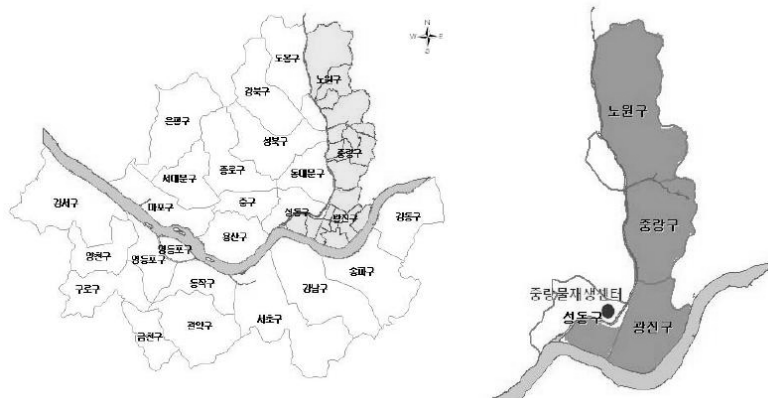 N
W E
S
도봉구
노원구
강북구
은평구
성북구
중랑구
서대문구
종로구
동대문구
강서구
마포구
중구
성동구
광진구
강동구
용산구
양천구
영등포구
영등포구
동작구
송파구
구로구
강남구
금천구
관악구
서초구
노원구
중랑구
중랑물재생센터
성동구
광진구